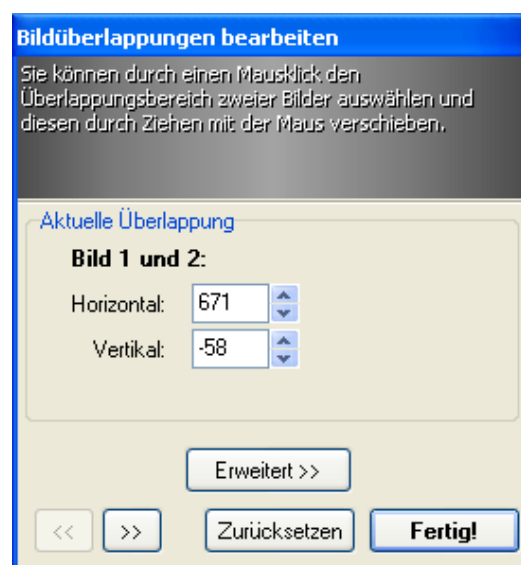 Bildüberlappungen bearbeiten
Sie können durch einen Mausklick den
Überlappungsbereich zweier Bilder auswählen und
diesen durch Ziehen mit der Maus verschieben.
Aktuelle Überlappung
Bild 1 und 2:
Horizontal: 671
Vertikal: -58
Erweitert >>
<< >> Zurücksetzen Fertig!